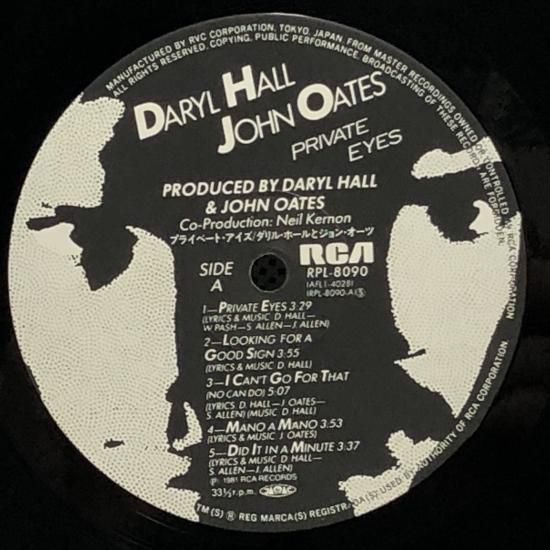 MANUFACTURED BY RVC CORPORATION, TOKYO, JAPAN, FROM MASTER RECORDINGS OWNED OR CONTROLLED BY RCA CORPORATION.
ALL RIGHTS RESERVED. COPYING, PUBLIC PERFORMANCE, BROADCASTING OF THESE RECORD ARE FORBIDDEN.
DARYL HALL
JOHN OATES
PRIVATE
EYES
PRODUCED BY DARYL HALL
& JOHN OATES
Co-Production: Neil Kernon
プライベート・アイズ/ダリル・ホールとジョン・オーツ
SIDE
A
RCA
RPL-8090
(AFL1-4028)
(RPL-8090-A)Ⓢ
1—PRIVATE EYES 3:29
(LYRICS & MUSIC D. HALL—
W. PASH—S. ALLEN—J. ALLEN)
2—LOOKING FOR A
GOOD SIGN 3:55
(LYRICS & MUSIC D. HALL)
3—I CAN'T GO FOR THAT
(NO CAN DO) 5:07
(LYRICS D. HALL—J. OATES—
S. ALLEN) (MUSIC D. HALL)
4—MANO A MANO 3:53
(LYRICS & MUSIC J. OATES)
5—DID IT IN A MINUTE 3:37
(LYRICS & MUSIC D. HALL—
S. ALLEN—J. ALLEN)
Ⓟ 1981 RCA RECORDS
33⅓ r.p.m. JASRAC
TM(S) ® REG MARCA(S) REGISTRADA(S) USED BY AUTHORITY OF RCA CORPORATION.